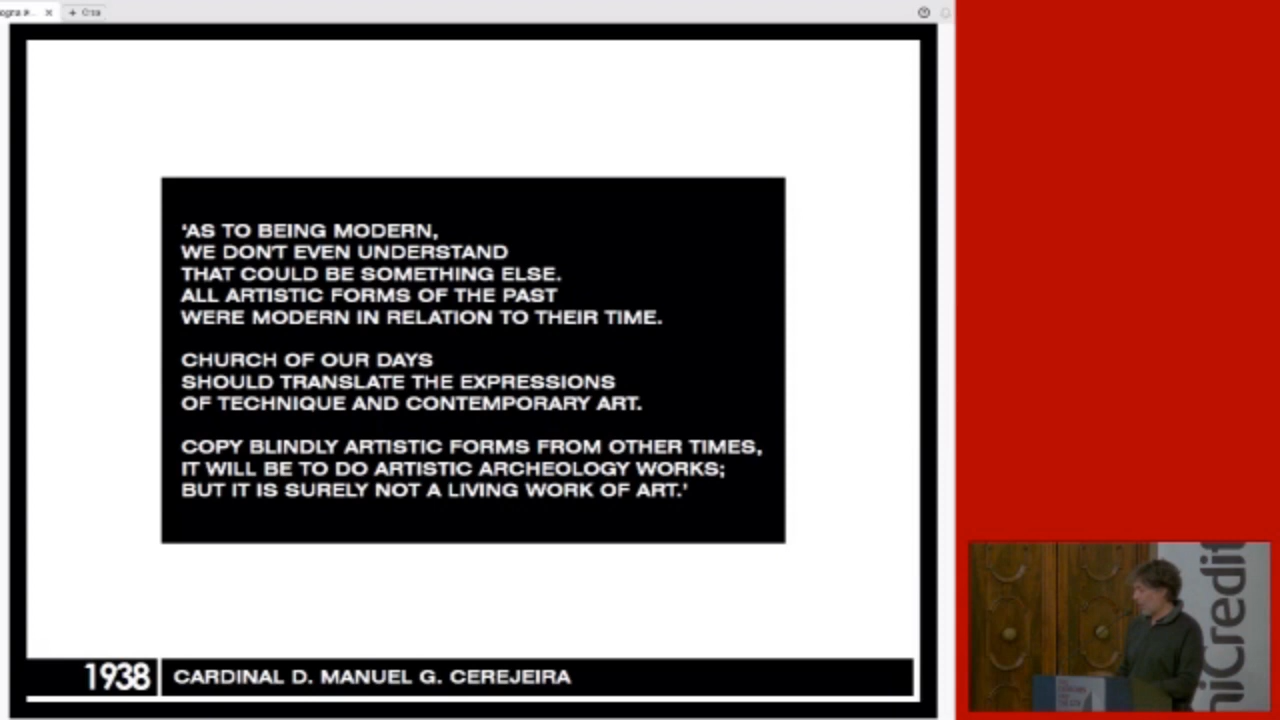 ‘AS TO BEING MODERN,
WE DON'T EVEN UNDERSTAND
THAT COULD BE SOMETHING ELSE.
ALL ARTISTIC FORMS OF THE PAST
WERE MODERN IN RELATION TO THEIR TIME.
CHURCH OF OUR DAYS
SHOULD TRANSLATE THE EXPRESSIONS
OF TECHNIQUE AND CONTEMPORARY ART.
COPY BLINDLY ARTISTIC FORMS FROM OTHER TIMES,
IT WILL BE TO DO ARTISTIC ARCHEOLOGY WORKS;
BUT IT IS SURELY NOT A LIVING WORK OF ART.’
1938 CARDINAL D. MANUEL G. CEREJEIRA
niCredit